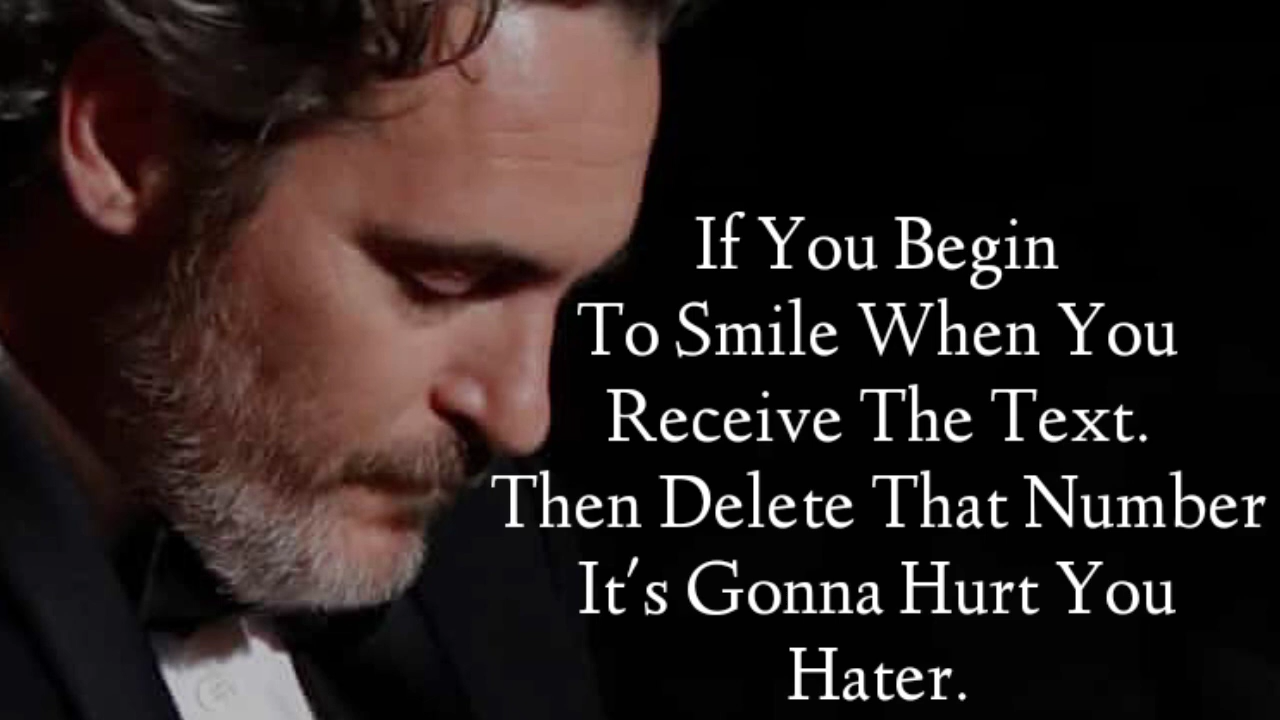 If You Begin
To Smile When You
Receive The Text.
Then Delete That Number
It's Gonna Hurt You
Hater.